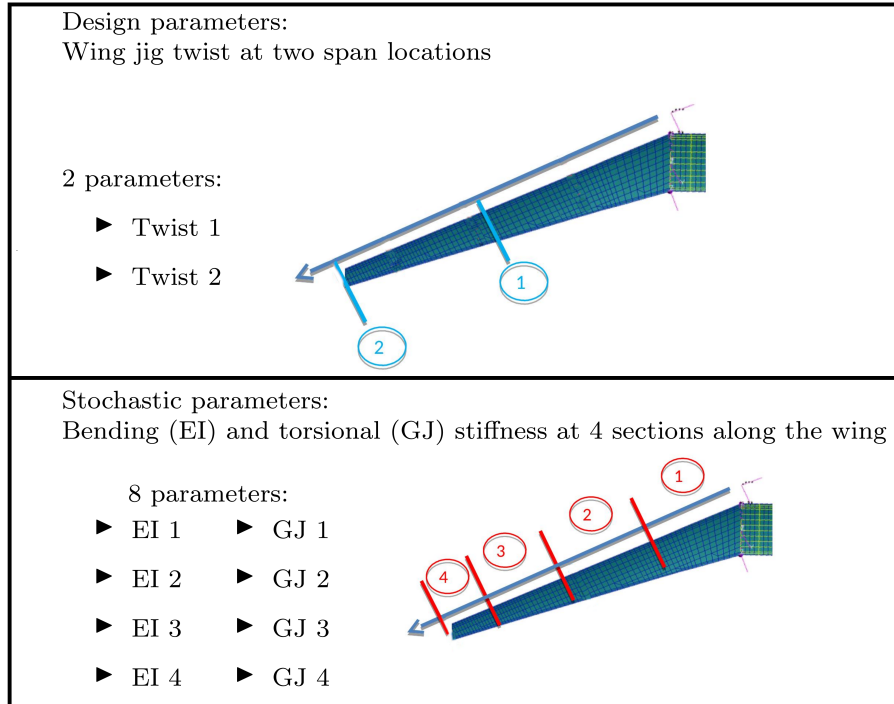 Design parameters:
Wing jig twist at two span locations
2 parameters:
Twist 1
Twist 2
1
2
Stochastic parameters:
Bending (EI) and torsional (GJ) stiffness at 4 sections along the wing
8 parameters:
EI 1 GJ 1
EI 2 GJ 2
EI 3 GJ 3
EI 4 GJ 4
1
2
3
4